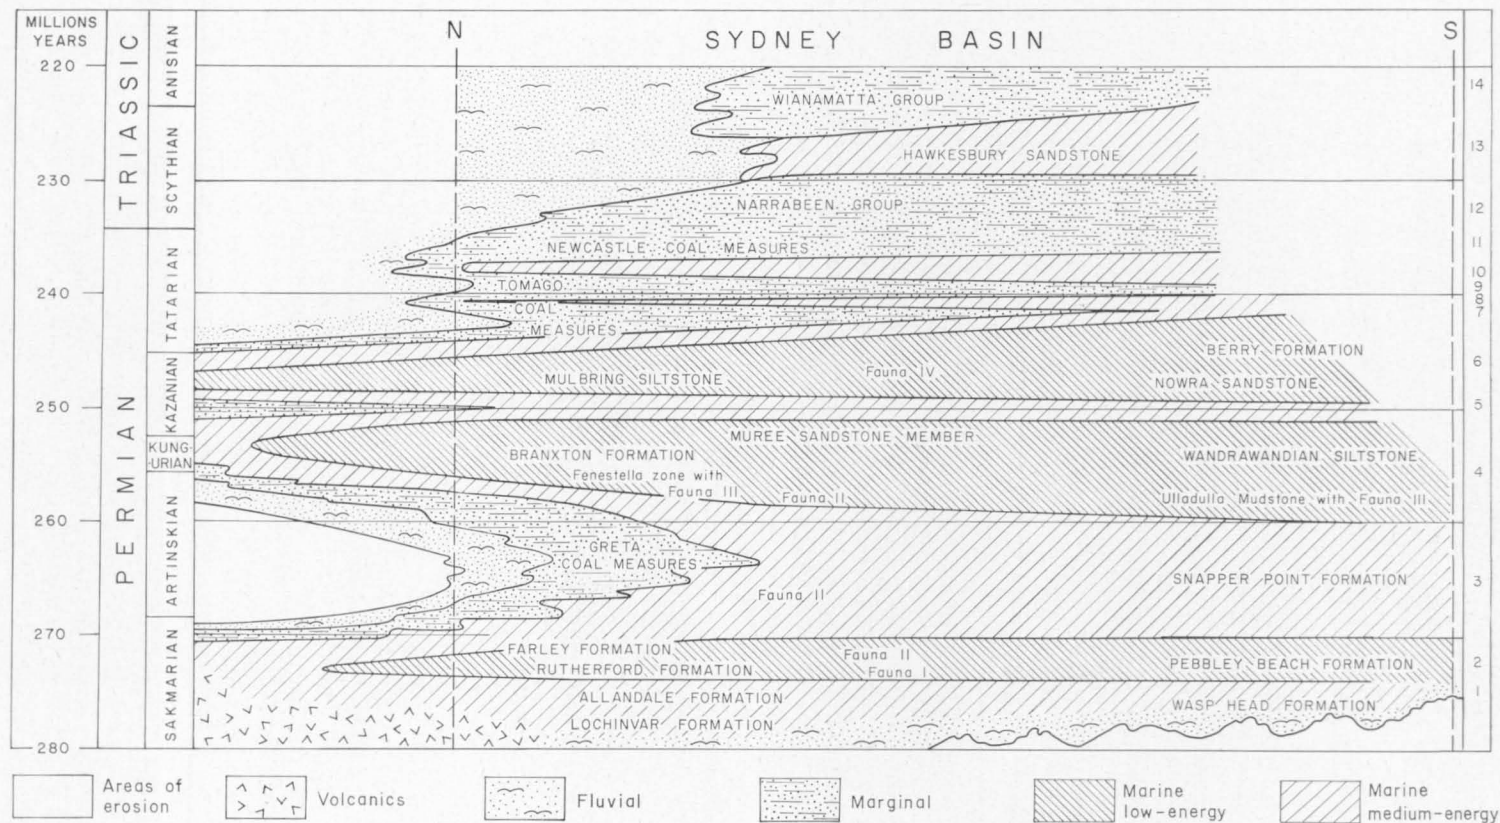 MILLIONS
YEARS
N
SYDNEY BASIN
S
220
230
240
250
260
270
280
TRIASSIC
PERMIAN
ANISIAN
SCYTHIAN
TATARIAN
KAZANIAN
KUNG-
-URIAN
ARTINSKIAN
SAKMARIAN
WIANAMATTA GROUP
HAWKESBURY SANDSTONE
NARRABEEN GROUP
NEWCASTLE COAL MEASURES
TOMAGO
COAL
MEASURES
BERRY FORMATION
MULBRING SILTSTONE
Fauna IV
NOWRA SANDSTONE
MUREE SANDSTONE MEMBER
BRANXTON FORMATION
WANDRAWANDIAN SILTSTONE
Fenestella zone with
Fauna III
Fauna II
Ulladulla Mudstone with Fauna III
GRETA
COAL MEASURES
SNAPPER POINT FORMATION
Fauna II
FARLEY FORMATION
Fauna II
RUTHERFORD FORMATION
Fauna I
PEBBLEY BEACH FORMATION
ALLANDALE FORMATION
WASP HEAD FORMATION
LOCHINVAR FORMATION
14
13
12
11
10
9
8
7
6
5
4
3
2
1
Areas of
erosion
Volcanics
Fluvial
Marginal
Marine
low-energy
Marine
medium-energy